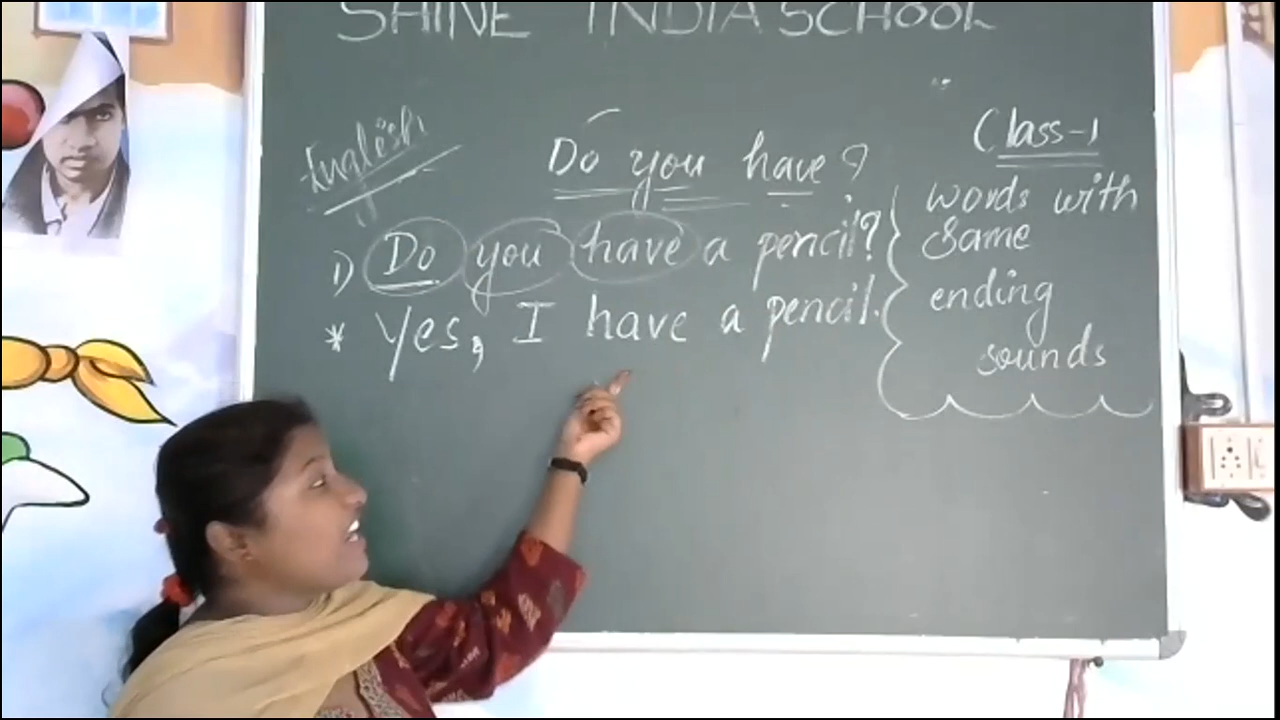 SHINE INDIA SCHOOL
English
Do you have?
Class-1
1) Do you have a pencil?
* Yes, I have a pencil.
words with
same
ending
sounds